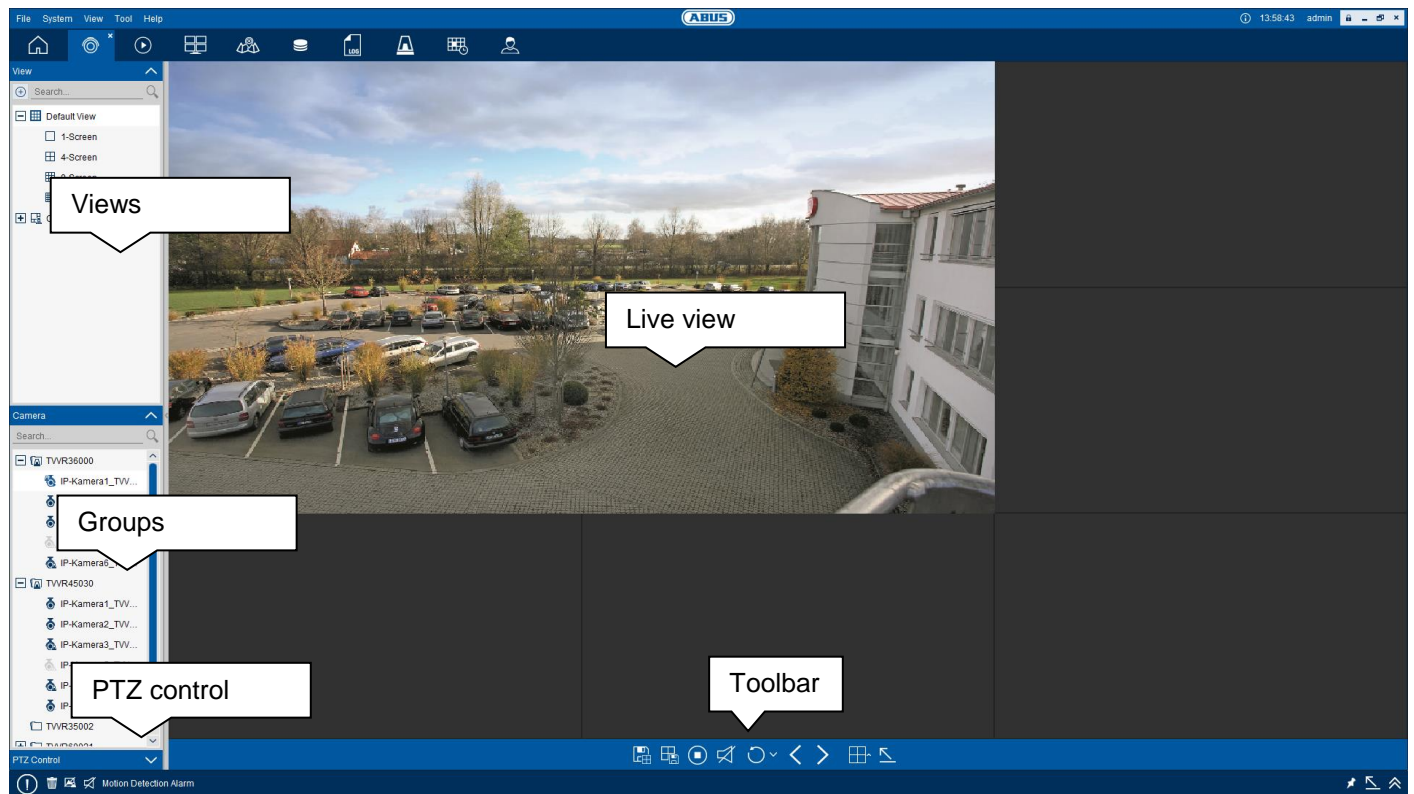 File System View Tool Help ABUS 13:58:43 admin
LOG
View
Search...
Default View
1-Screen
4-Screen
Views
Live view
Camera
Search...
TVVR36000
IP-Kamera1_TVV...
Groups
IP-Kamera6_
TVVR45030
IP-Kamera1_TVV...
IP-Kamera2_TVV...
IP-Kamera3_TVV...
PTZ control
Toolbar
TVVR35002
PTZ Control
Motion Detection Alarm